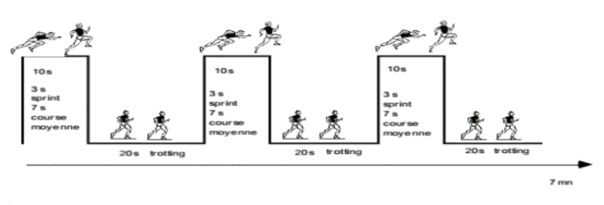 10s
3 s
sprint
7 s
course
moyenne
20s trotting
10s
3 s
sprint
7 s
course
moyenne
20s trotting
10s
3 s
sprint
7 s
course
moyenne
20s trotting
7 mn